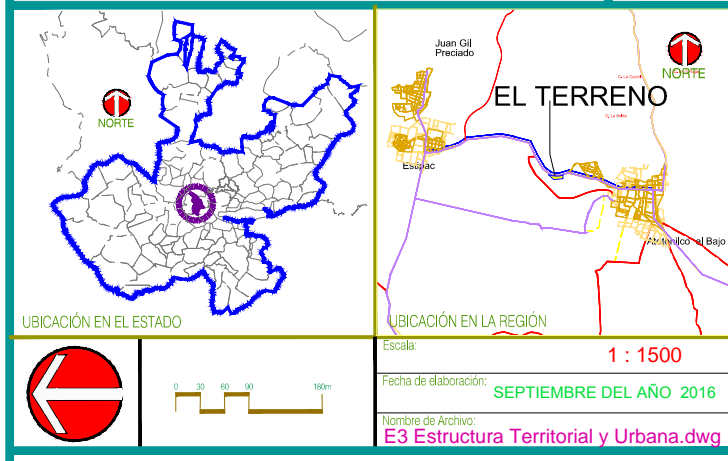 NORTE
UBICACIÓN EN EL ESTADO
Juan Gil
Preciado
NORTE
EL TERRENO
Estipac
Atotonilco el Bajo
UBICACIÓN EN LA REGIÓN
0 30 60 90 180m
Escala:
1 : 1500
Fecha de elaboración:
SEPTIEMBRE DEL AÑO 2016
Nombre de Archivo:
E3 Estructura Territorial y Urbana.dwg